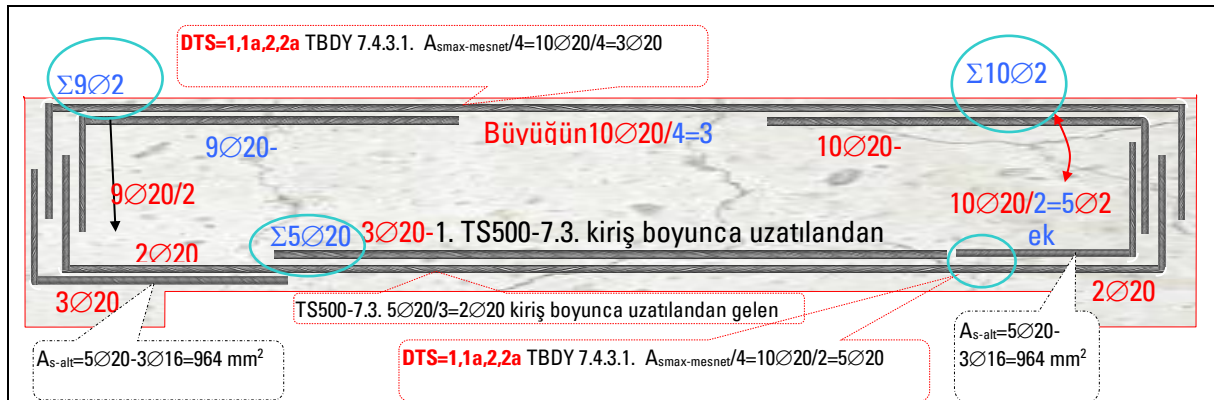 DTS=1,1a,2,2a TBDY 7.4.3.1. Asmax-mesnet/4=10∅20/4=3∅20
Σ9∅2
Σ10∅2
9∅20-
Büyüğün10∅20/4=3
10∅20-
9∅20/2
10∅20/2=5∅2
ek
Σ5∅20
3∅20-1. TS500-7.3. kiriş boyunca uzatılandan
2∅20
3∅20
2∅20
TS500-7.3. 5∅20/3=2∅20 kiriş boyunca uzatılandan gelen
As-alt=5∅20-3∅16=964 mm²
As-alt=5∅20-
3∅16=964 mm²
DTS=1,1a,2,2a TBDY 7.4.3.1. Asmax-mesnet/4=10∅20/2=5∅20